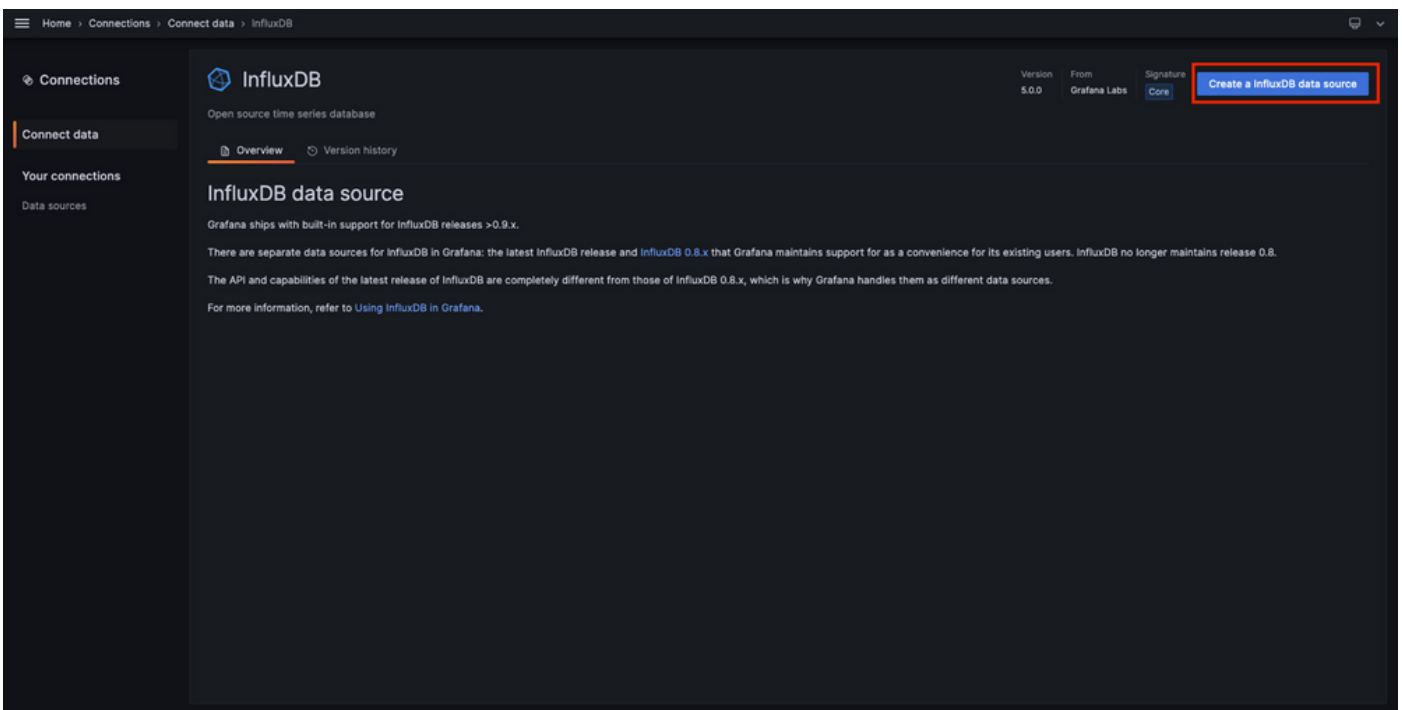 Home › Connections › Connect data › InfluxDB
Connections
Connect data
Your connections
Data sources
InfluxDB
Open source time series database
Version
5.0.0
From
Grafana Labs
Signature
Core
Create a InfluxDB data source
Overview
Version history
InfluxDB data source
Grafana ships with built-in support for InfluxDB releases >0.9.x.
There are separate data sources for InfluxDB in Grafana: the latest InfluxDB release and InfluxDB 0.8.x that Grafana maintains support for as a convenience for its existing users. InfluxDB no longer maintains release 0.8.
The API and capabilities of the latest release of InfluxDB are completely different from those of InfluxDB 0.8.x, which is why Grafana handles them as different data sources.
For more information, refer to Using InfluxDB in Grafana.